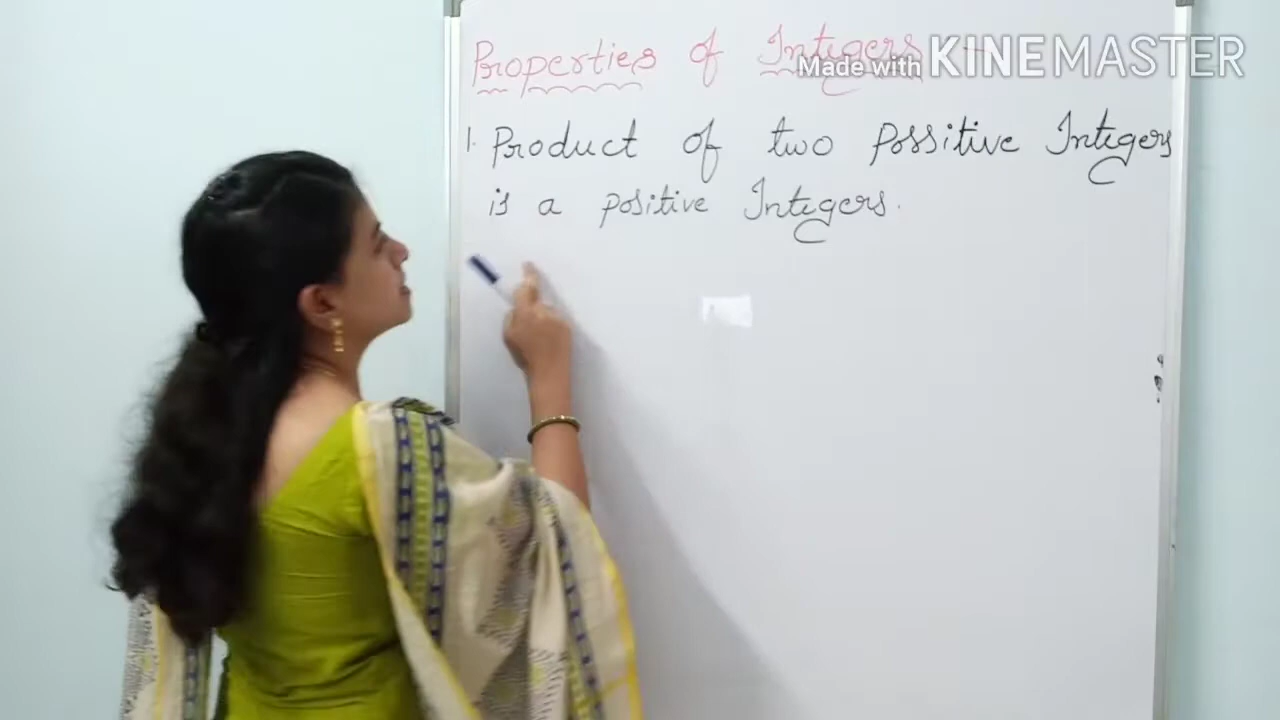 Properties of Integers -
Made with KINEMASTER
1. Product of two possitive Integers
is a positive Integers.